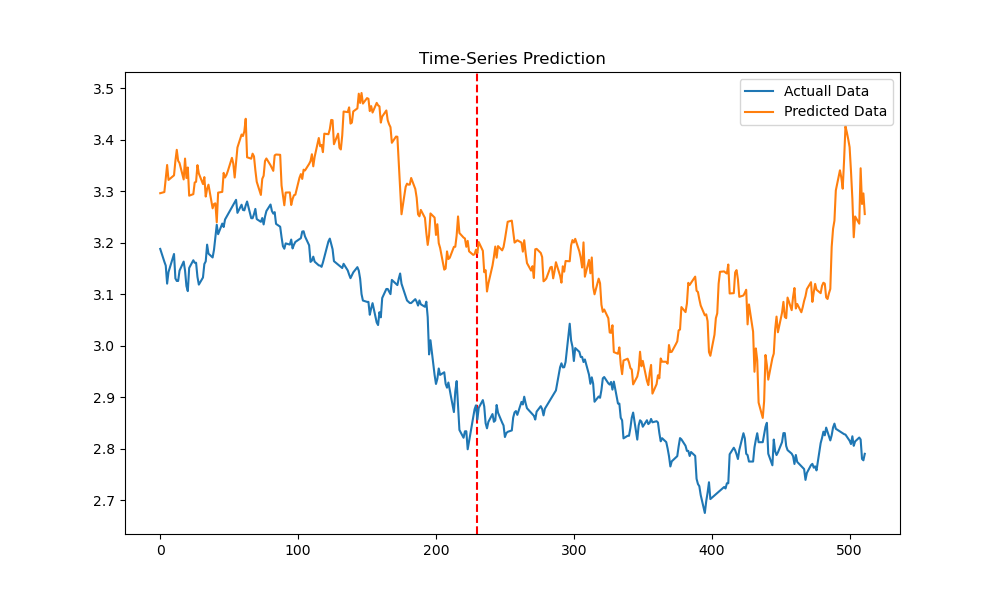 Time-Series Prediction
Actuall Data
Predicted Data
3.5
3.4
3.3
3.2
3.1
3.0
2.9
2.8
2.7
0 100 200 300 400 500